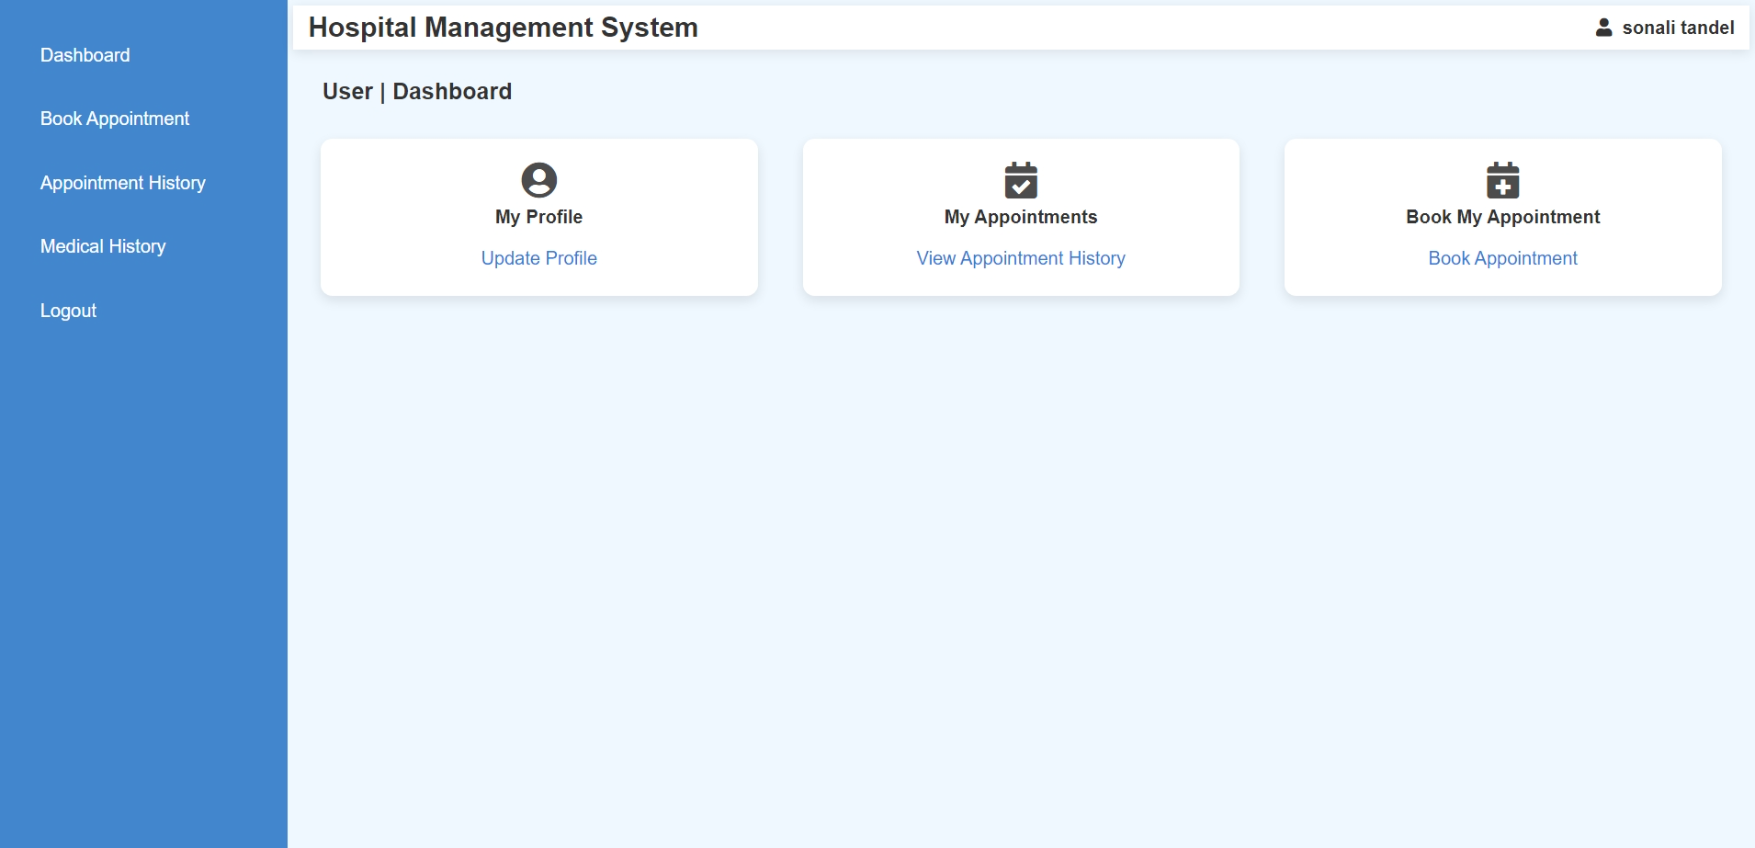 Dashboard
Book Appointment
Appointment History
Medical History
Logout
Hospital Management System
sonali tandel
User | Dashboard
My Profile
Update Profile
My Appointments
View Appointment History
Book My Appointment
Book Appointment